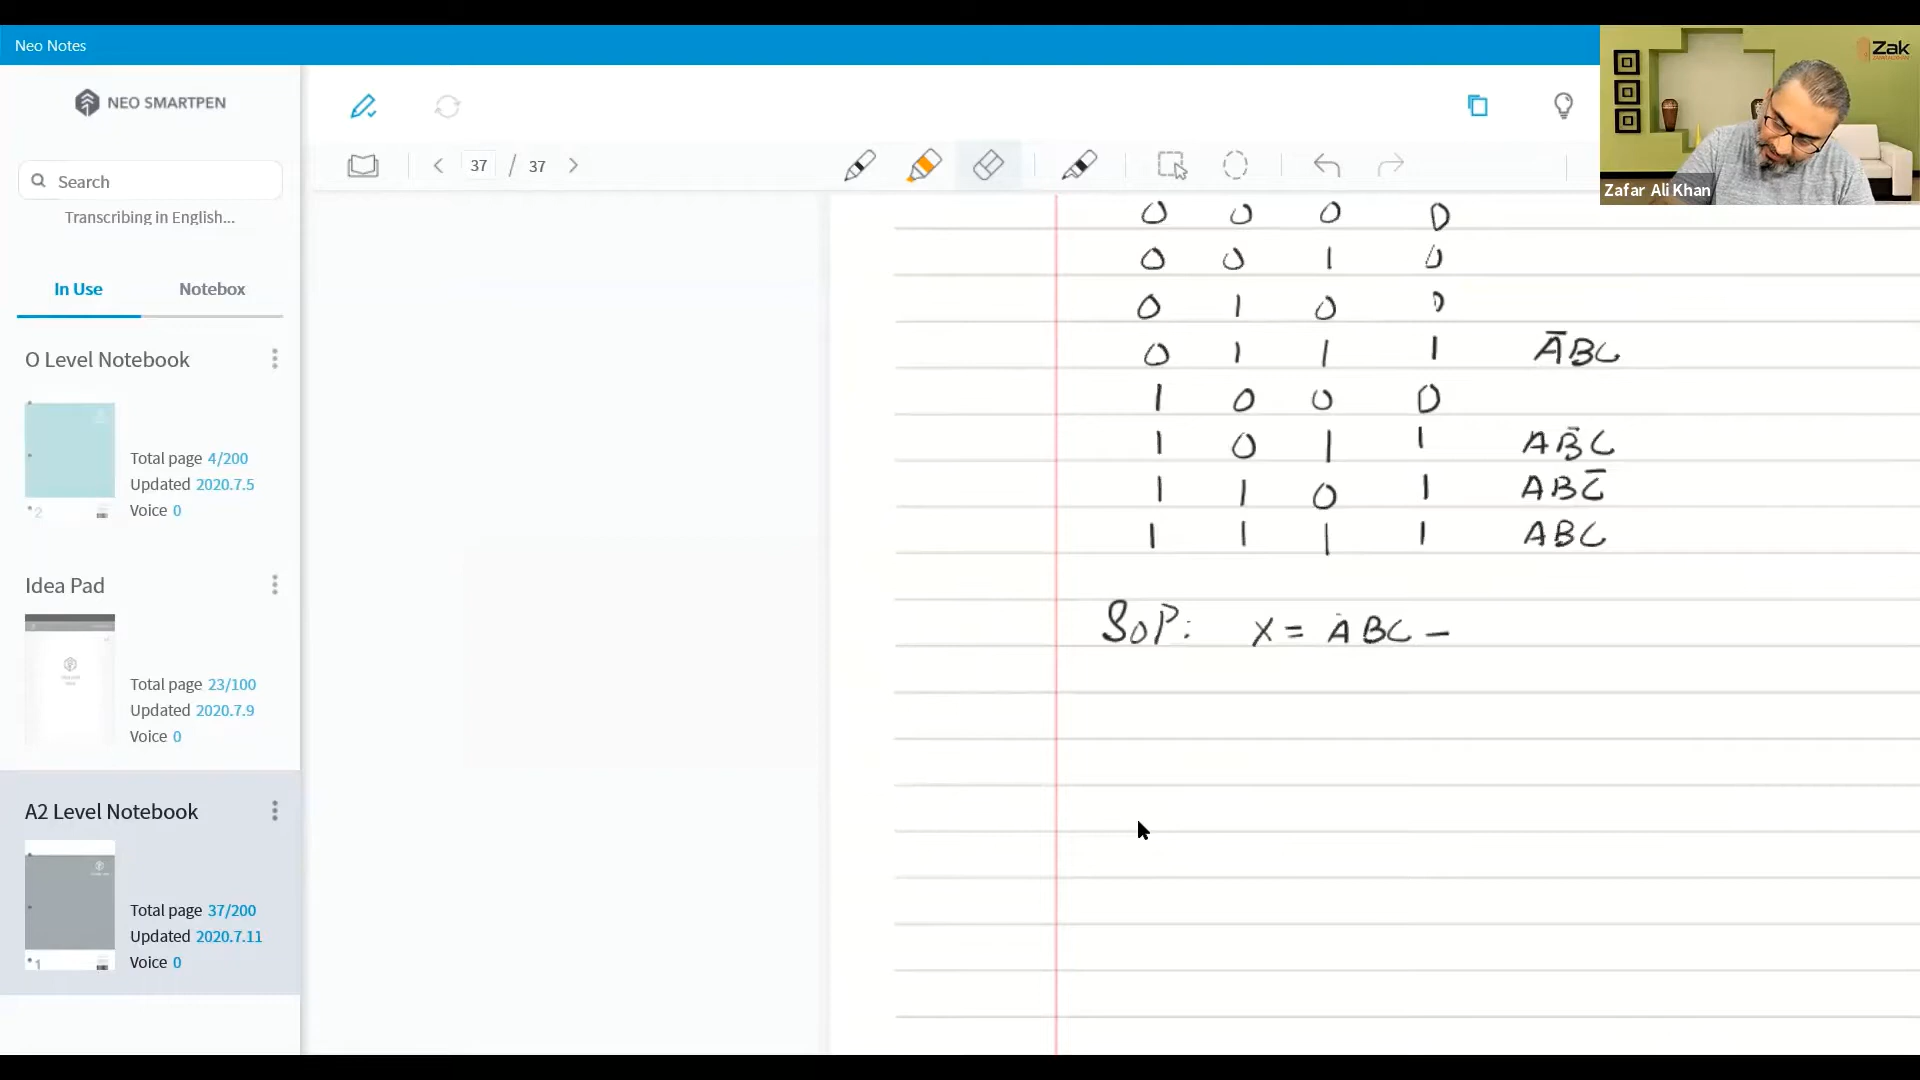 Neo Notes
NEO SMARTPEN
Search
Transcribing in English...
In Use Notebox
O Level Notebook
Total page 4/200
Updated 2020.7.5
Voice 0
2
Idea Pad
Total page 23/100
Updated 2020.7.9
Voice 0
A2 Level Notebook
Total page 37/200
Updated 2020.7.11
Voice 0
1
37 / 37
Zak
Zafar Ali Khan
0 0 0 0
0 0 1 0
0 1 0 0
0 1 1 1 A̅BC
1 0 0 0
1 0 1 1 AB̅C
1 1 0 1 ABC̅
1 1 1 1 ABC
SOP: X = ABC –